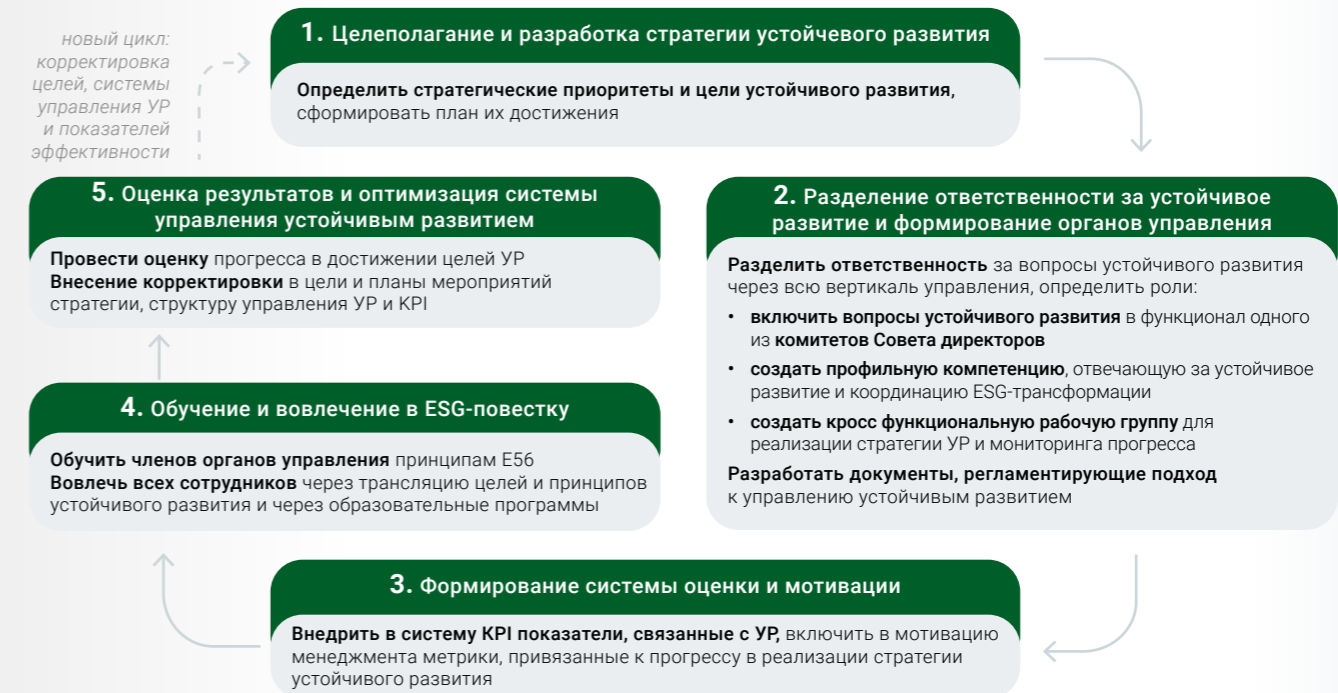 новый цикл:
корректировка
целей, системы
управления УР
и показателей
эффективности
1. Целеполагание и разработка стратегии устойчевого развития
Определить стратегические приоритеты и цели устойчивого развития,
сформировать план их достижения
2. Разделение ответственности за устойчивое
развитие и формирование органов управления
Разделить ответственность за вопросы устойчивого развития
через всю вертикаль управления, определить роли:
• включить вопросы устойчивого развития в функционал одного
из комитетов Совета директоров
• создать профильную компетенцию, отвечающую за устойчивое
развитие и координацию ESG-трансформации
• создать кросс функциональную рабочую группу для
реализации стратегии УР и мониторинга прогресса
Разработать документы, регламентирующие подход
к управлению устойчивым развитием
3. Формирование системы оценки и мотивации
Внедрить в систему KPI показатели, связанные с УР, включить в мотивацию
менеджмента метрики, привязанные к прогрессу в реализации стратегии
устойчивого развития
4. Обучение и вовлечение в ESG-повестку
Обучить членов органов управления принципам E56
Вовлечь всех сотрудников через трансляцию целей и принципов
устойчивого развития и через образовательные программы
5. Оценка результатов и оптимизация системы
управления устойчивым развитием
Провести оценку прогресса в достижении целей УР
Внесение корректировки в цели и планы мероприятий
стратегии, структуру управления УР и KPI